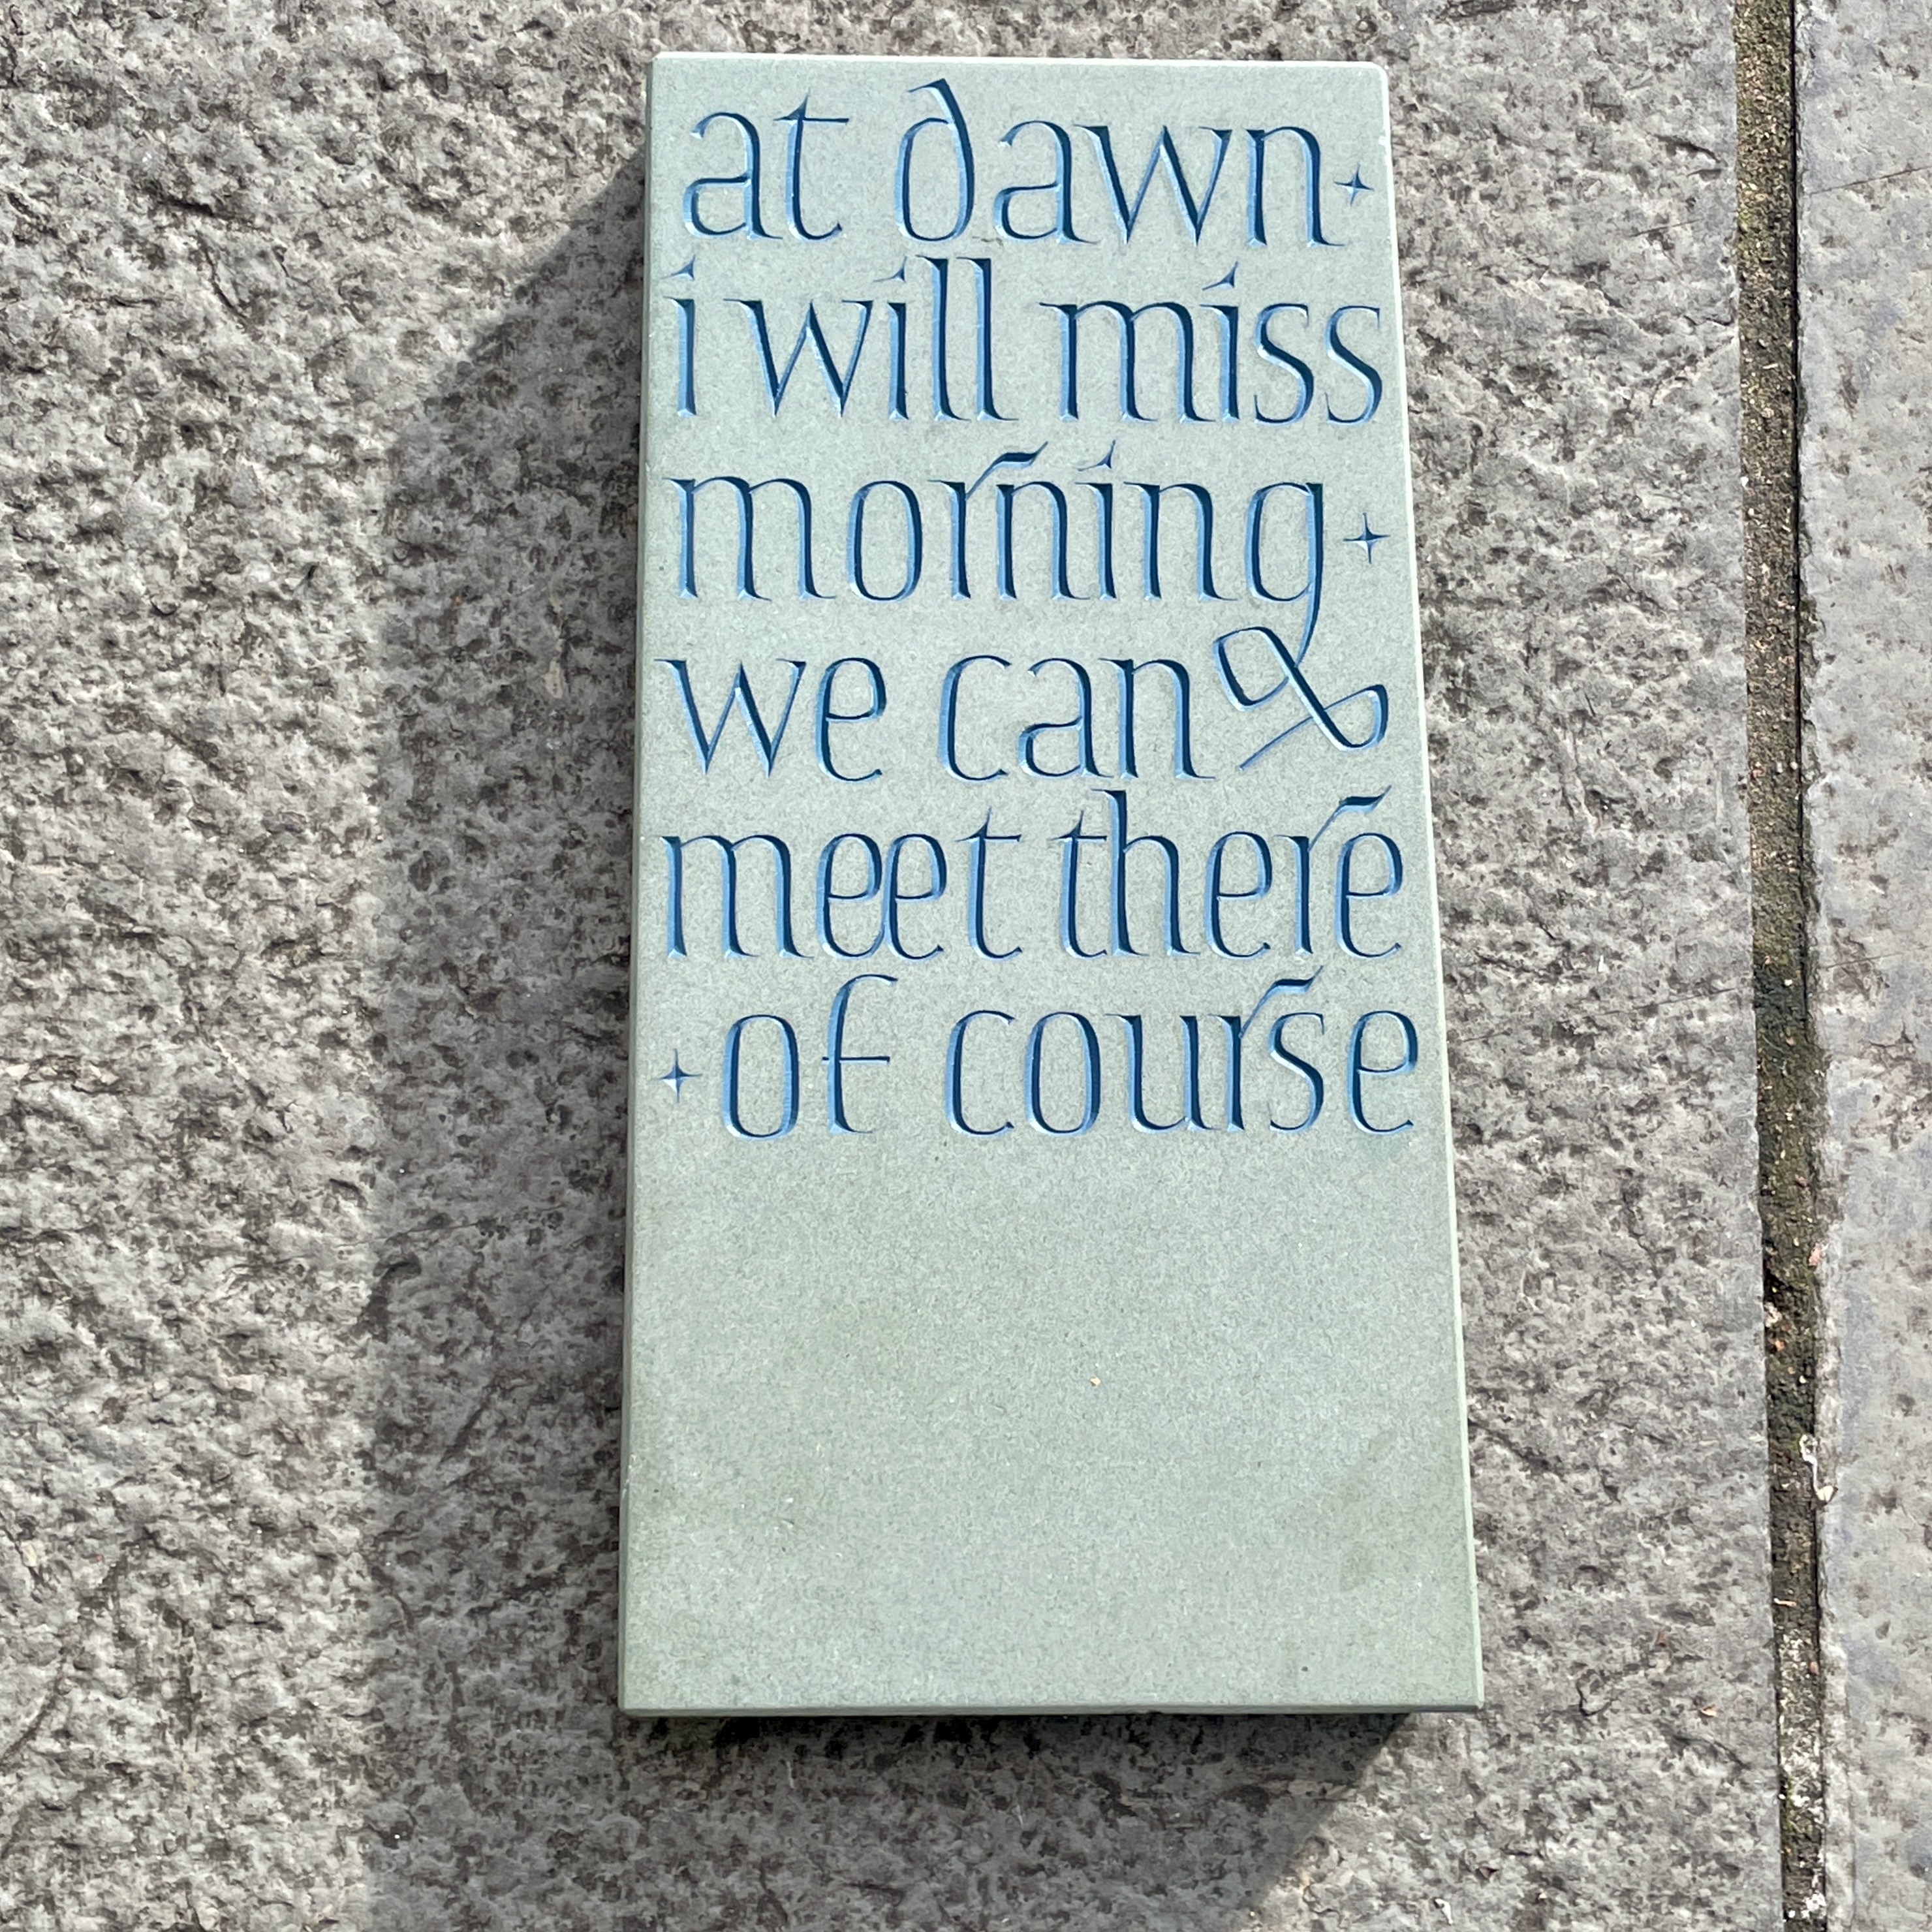 at dawn
i will miss
morning
we can
meet there
of course